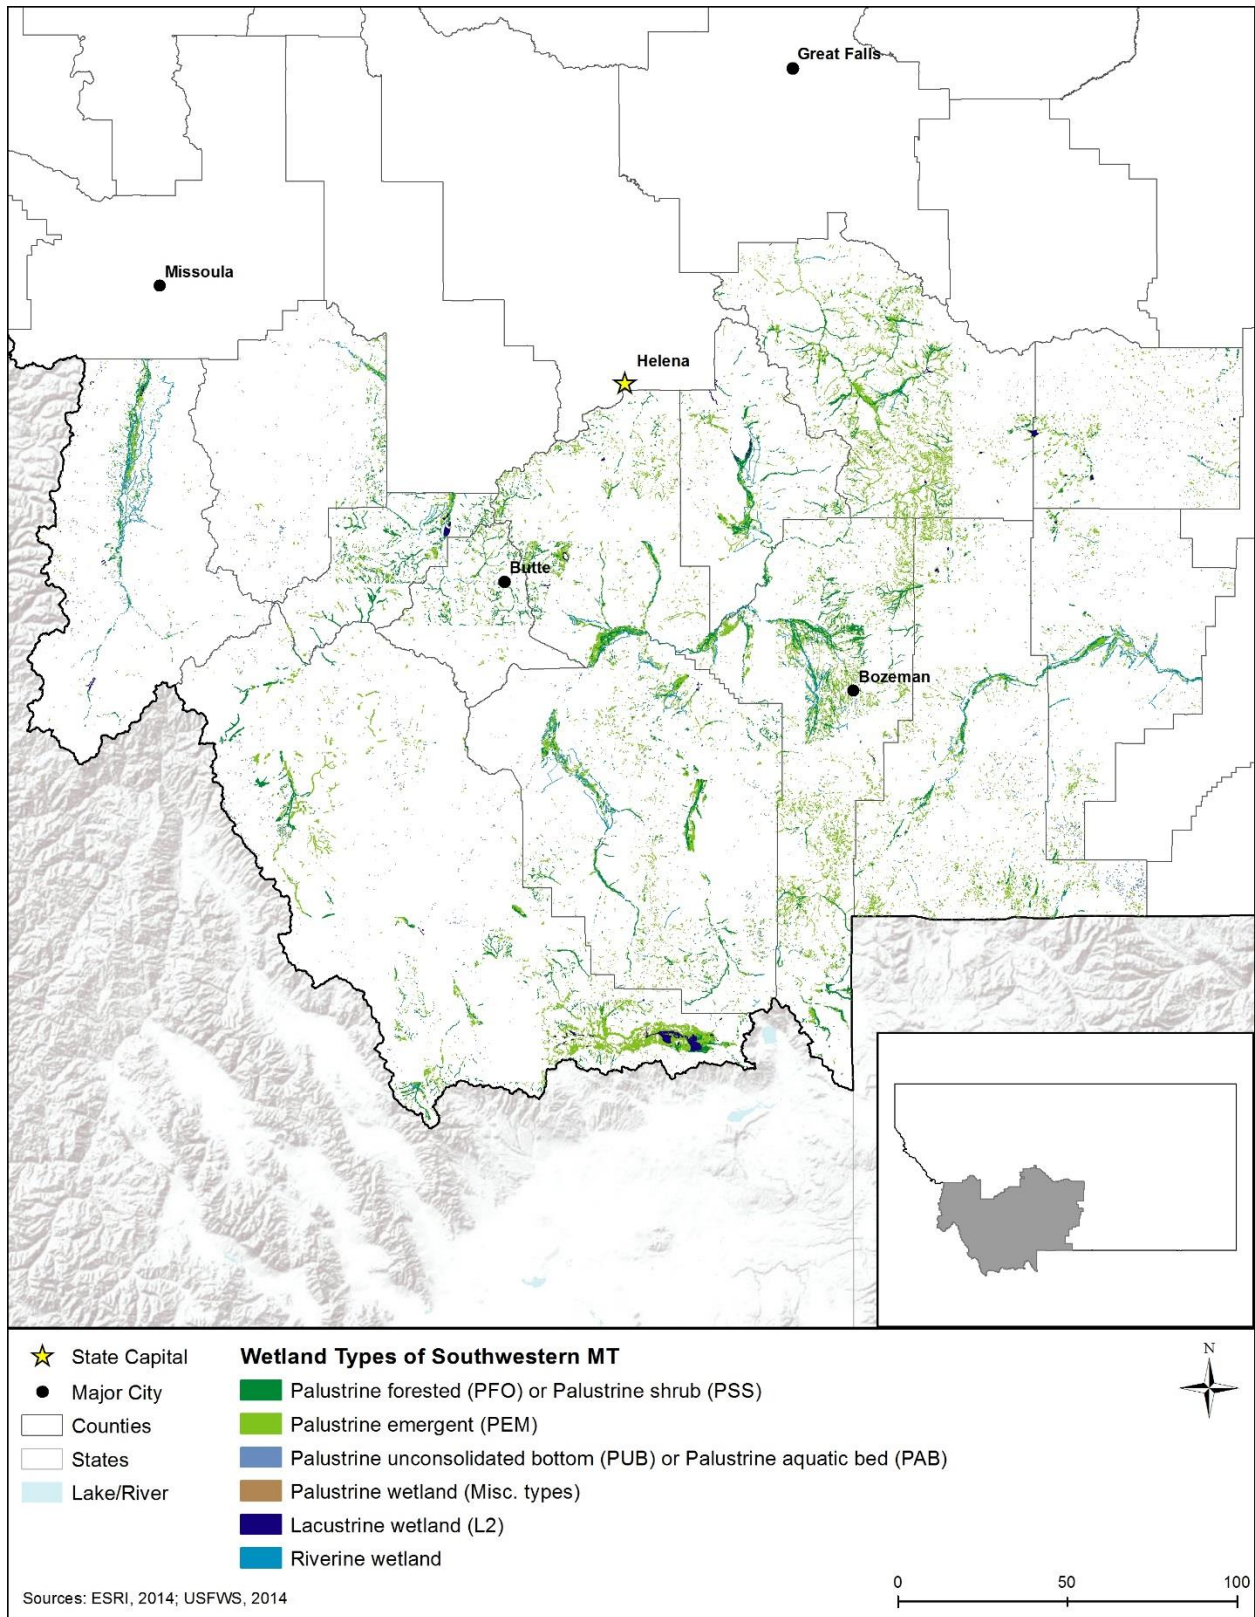 Great Falls
Missoula
Helena
Butte
Bozeman
State Capital
Major City
Counties
States
Lake/River
Wetland Types of Southwestern MT
Palustrine forested (PFO) or Palustrine shrub (PSS)
Palustrine emergent (PEM)
Palustrine unconsolidated bottom (PUB) or Palustrine aquatic bed (PAB)
Palustrine wetland (Misc. types)
Lacustrine wetland (L2)
Riverine wetland
N
Sources: ESRI, 2014; USFWS, 2014
0 50 100